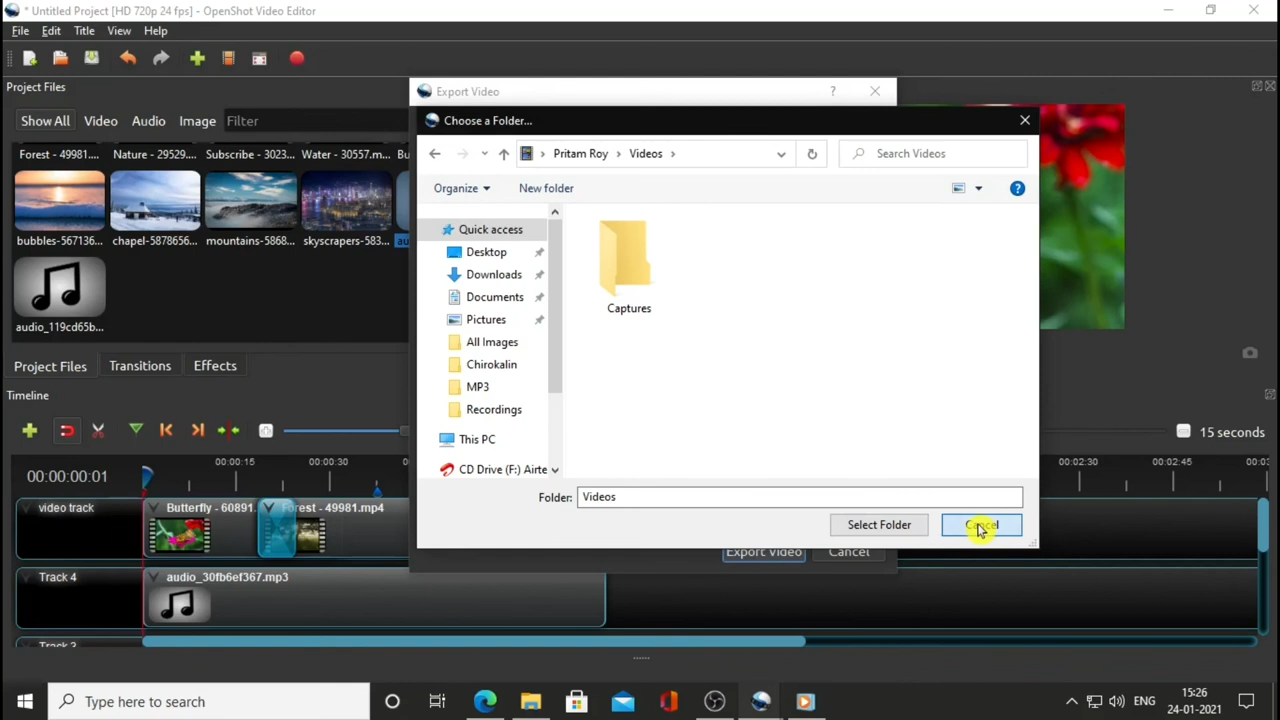 * Untitled Project [HD 720p 24 fps] - OpenShot Video Editor
File Edit Title View Help
Project Files
Export Video ?
Choose a Folder...
Show All Video Audio Image Filter
Pritam Roy Videos Search Videos
Forest - 49981.... Nature - 29529... Subscribe - 3023... Water - 30557.m...
Organize New folder ?
Quick access
bubbles-567136... chapel-5878656... mountains-5868... skyscrapers-583...
Desktop
Downloads
Documents
Captures
Pictures
audio_119cd65b...
All Images
Project Files Transitions Effects
Chirokalin
MP3
Timeline
Recordings
15 seconds
This PC
00:00:00:01 00:00:15 00:00:30 00:02:30 00:02:45
CD Drive (F:) Airte
Folder: Videos
video track Butterfly - 60891. Forest - 49981.mp4
Select Folder Cancel
Export Video Cancel
Track 4 audio_30fb6ef367.mp3
Track 3
Type here to search ENG 15:26
24-01-2021